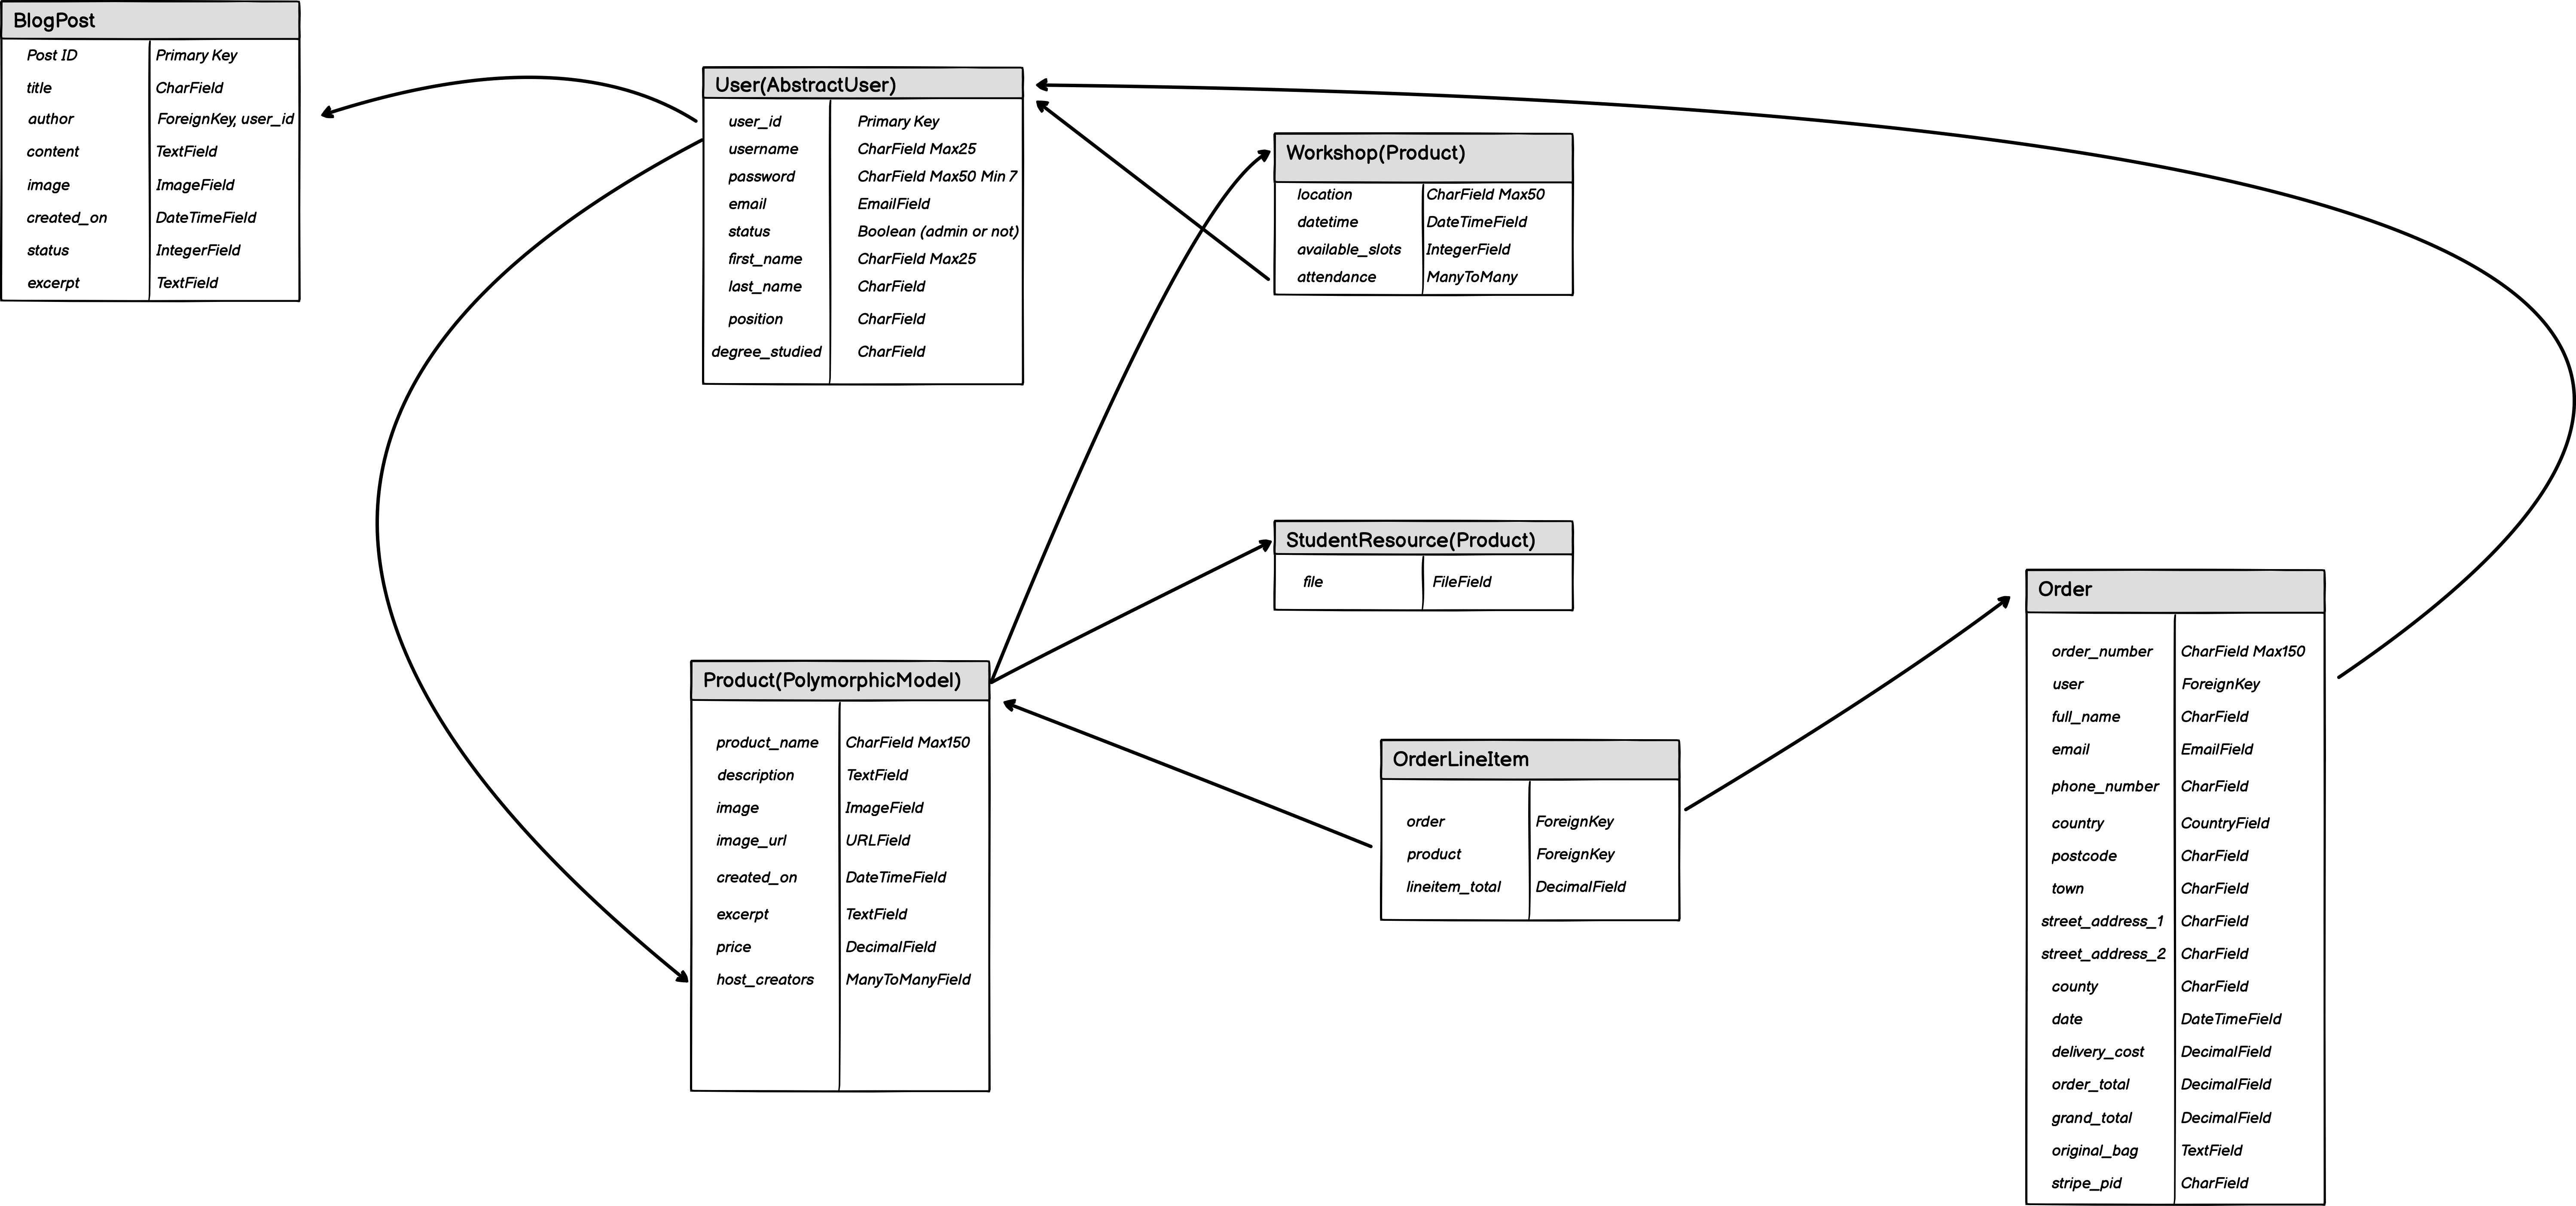 BlogPost
Post ID Primary Key
title CharField
author ForeignKey, user_id
content TextField
image ImageField
created_on DateTimeField
status IntegerField
excerpt TextField
User(AbstractUser)
user_id Primary Key
username CharField Max25
password CharField Max50 Min 7
email EmailField
status Boolean (admin or not)
first_name CharField Max25
last_name CharField
position CharField
degree_studied CharField
Workshop(Product)
location CharField Max50
datetime DateTimeField
available_slots IntegerField
attendance ManyToMany
StudentResource(Product)
file FileField
Product(PolymorphicModel)
product_name CharField Max150
description TextField
image ImageField
image_url URLField
created_on DateTimeField
excerpt TextField
price DecimalField
host_creators ManyToManyField
OrderLineItem
order ForeignKey
product ForeignKey
lineitem_total DecimalField
Order
order_number CharField Max150
user ForeignKey
full_name CharField
email EmailField
phone_number CharField
country CountryField
postcode CharField
town CharField
street_address_1 CharField
street_address_2 CharField
county CharField
date DateTimeField
delivery_cost DecimalField
order_total DecimalField
grand_total DecimalField
original_bag TextField
stripe_pid CharField